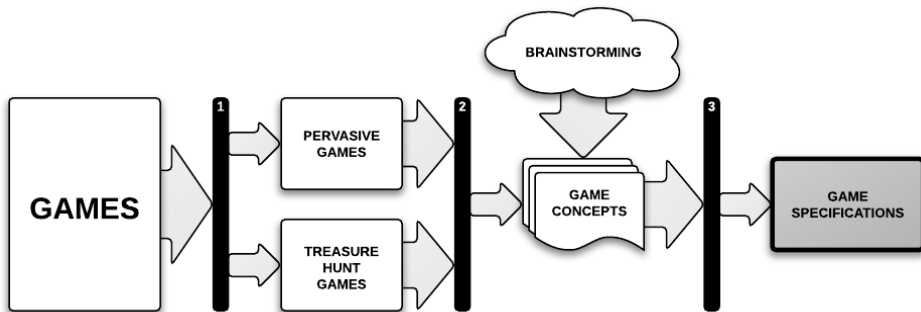 BRAINSTORMING
1
2
3
PERVASIVE
GAMES
GAMES
TREASURE
HUNT
GAMES
GAME
CONCEPTS
GAME
SPECIFICATIONS